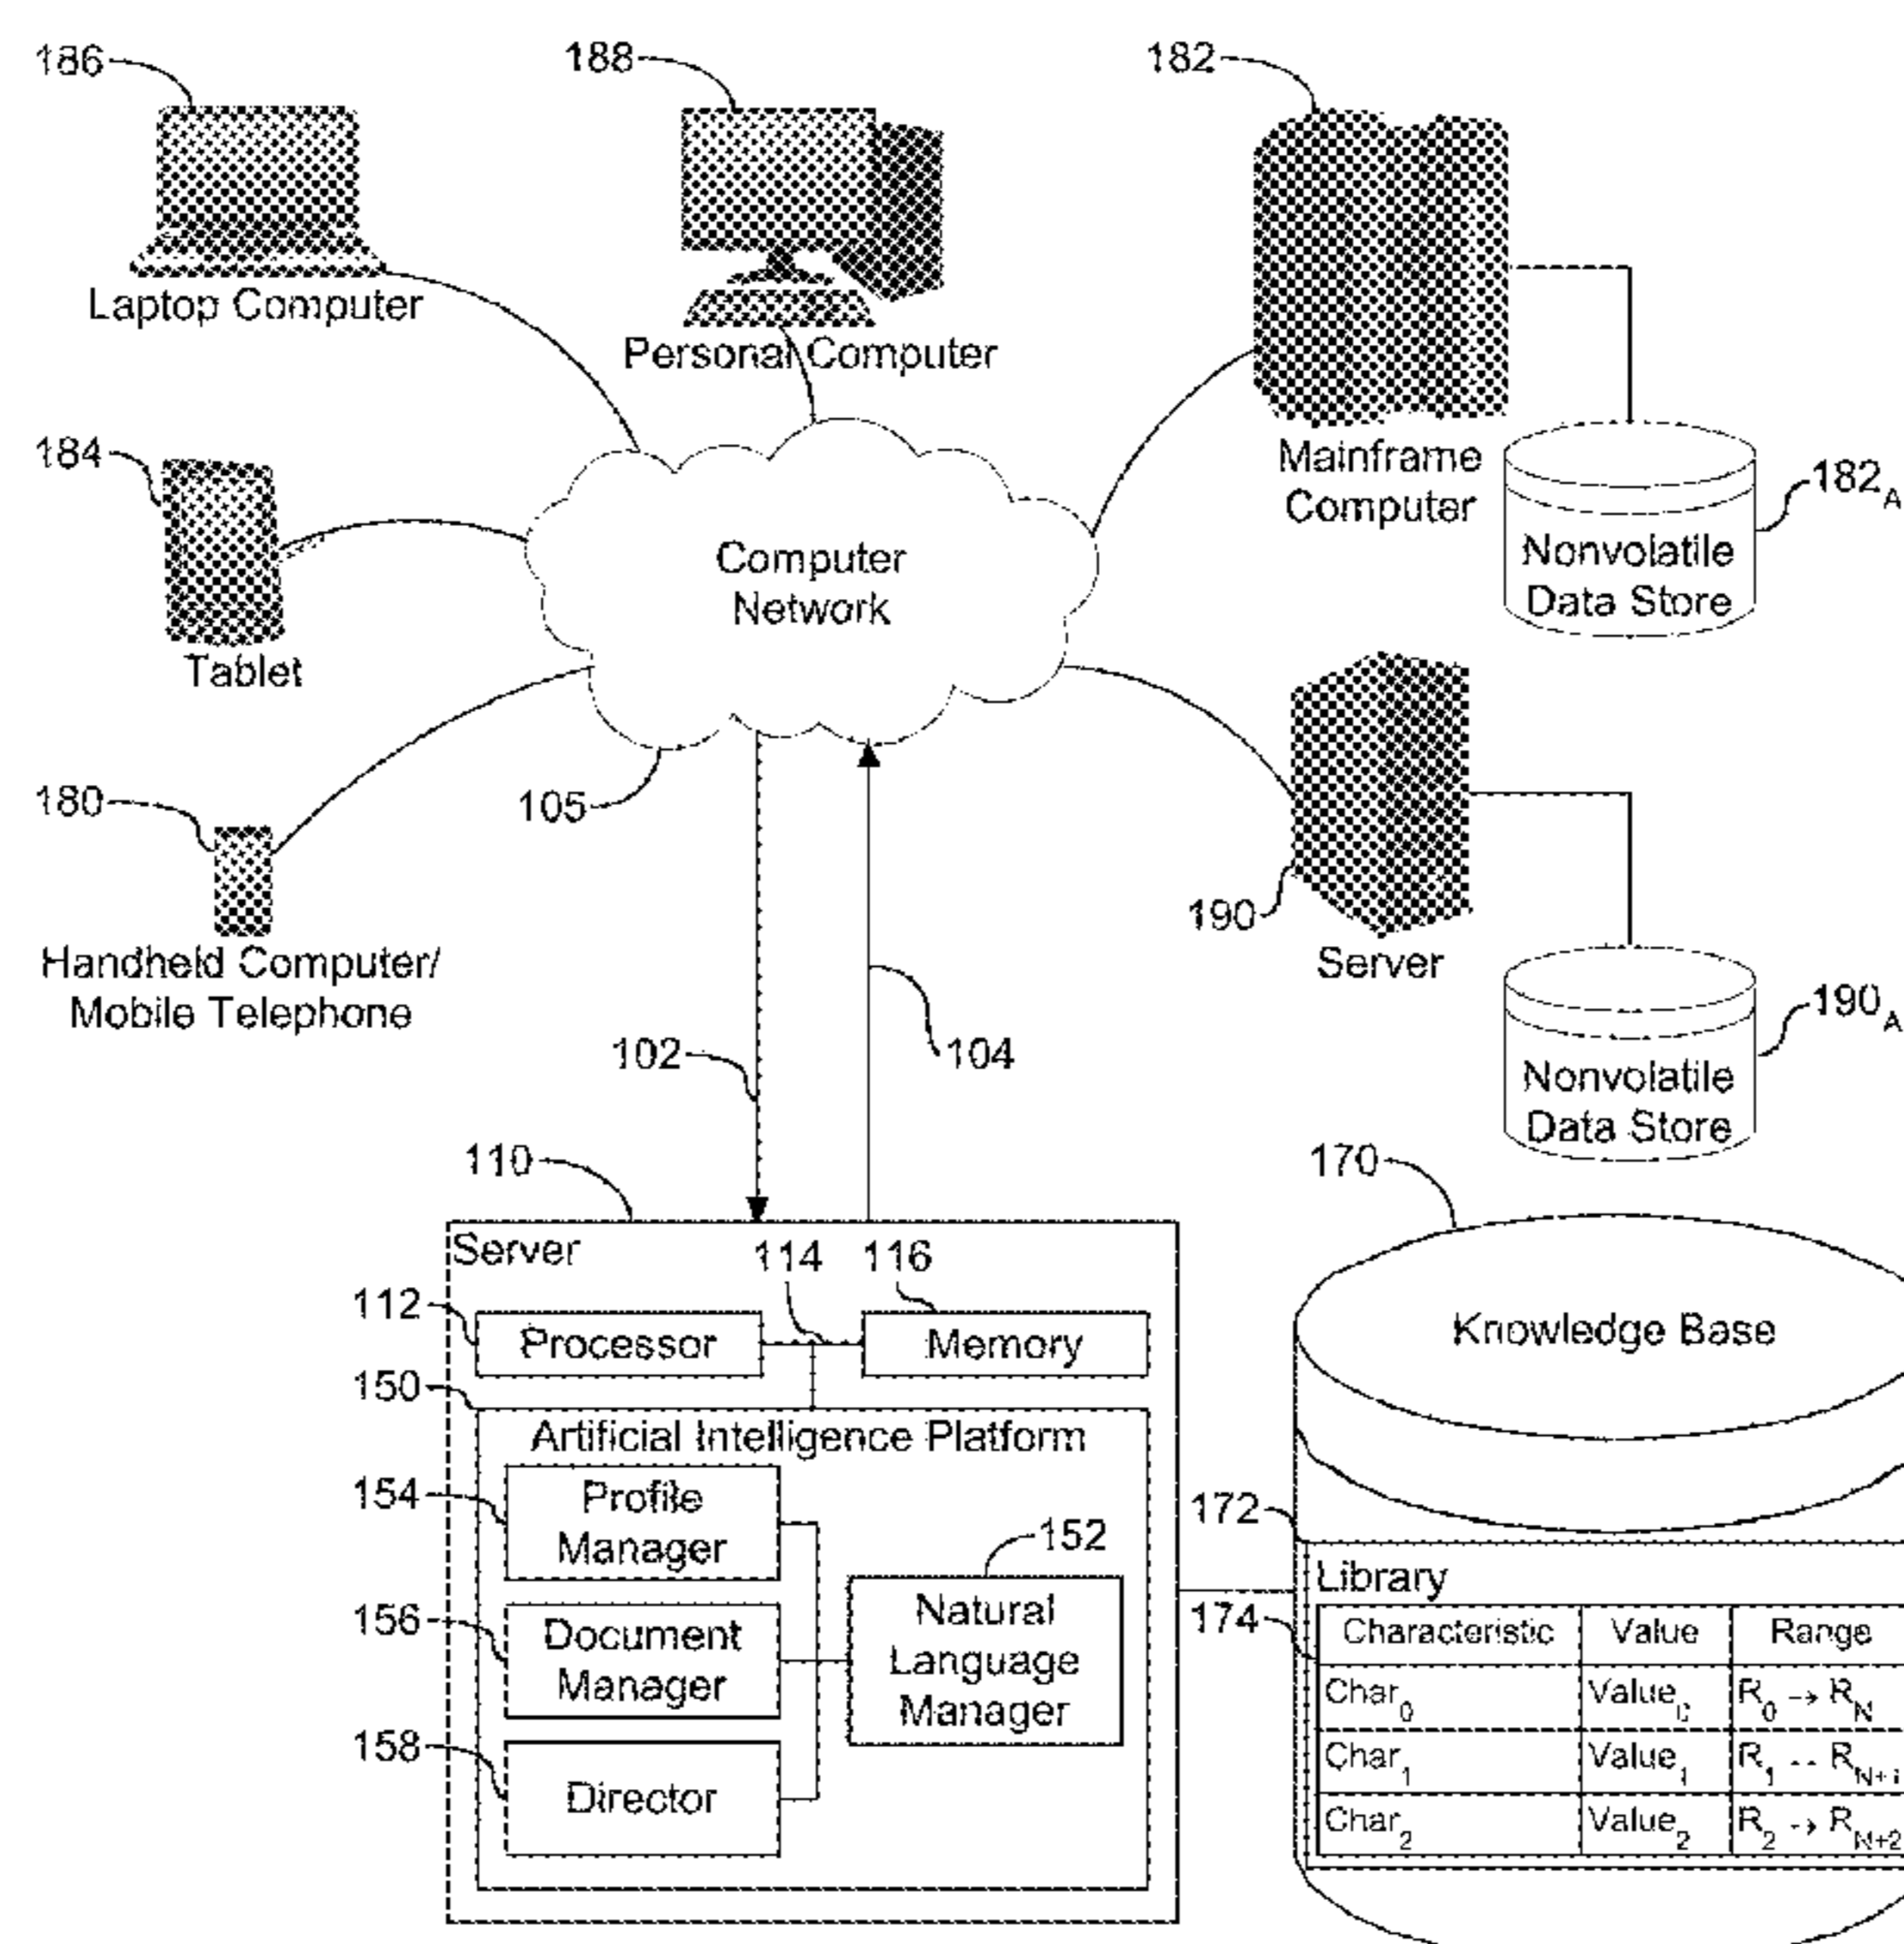 186
188
182
Laptop Computer
Personal Computer
184
Mainframe
Computer
182A
Nonvolatile
Data Store
Computer
Network
Tablet
180
105
190
Server
Handheld Computer/
Mobile Telephone
190A
Nonvolatile
Data Store
102
104
110
170
Server
114
116
112
Processor
Memory
Knowledge Base
150
Artificial Intelligence Platform
154
Profile
Manager
152
172
Library
156
Document
Manager
Natural
Language
Manager
174
Characteristic Value Range
Char0 Value0 R0 → RN
Char1 Value1 R1 -- RN+1
Char2 Value2 R2 → RN+2
158
Director